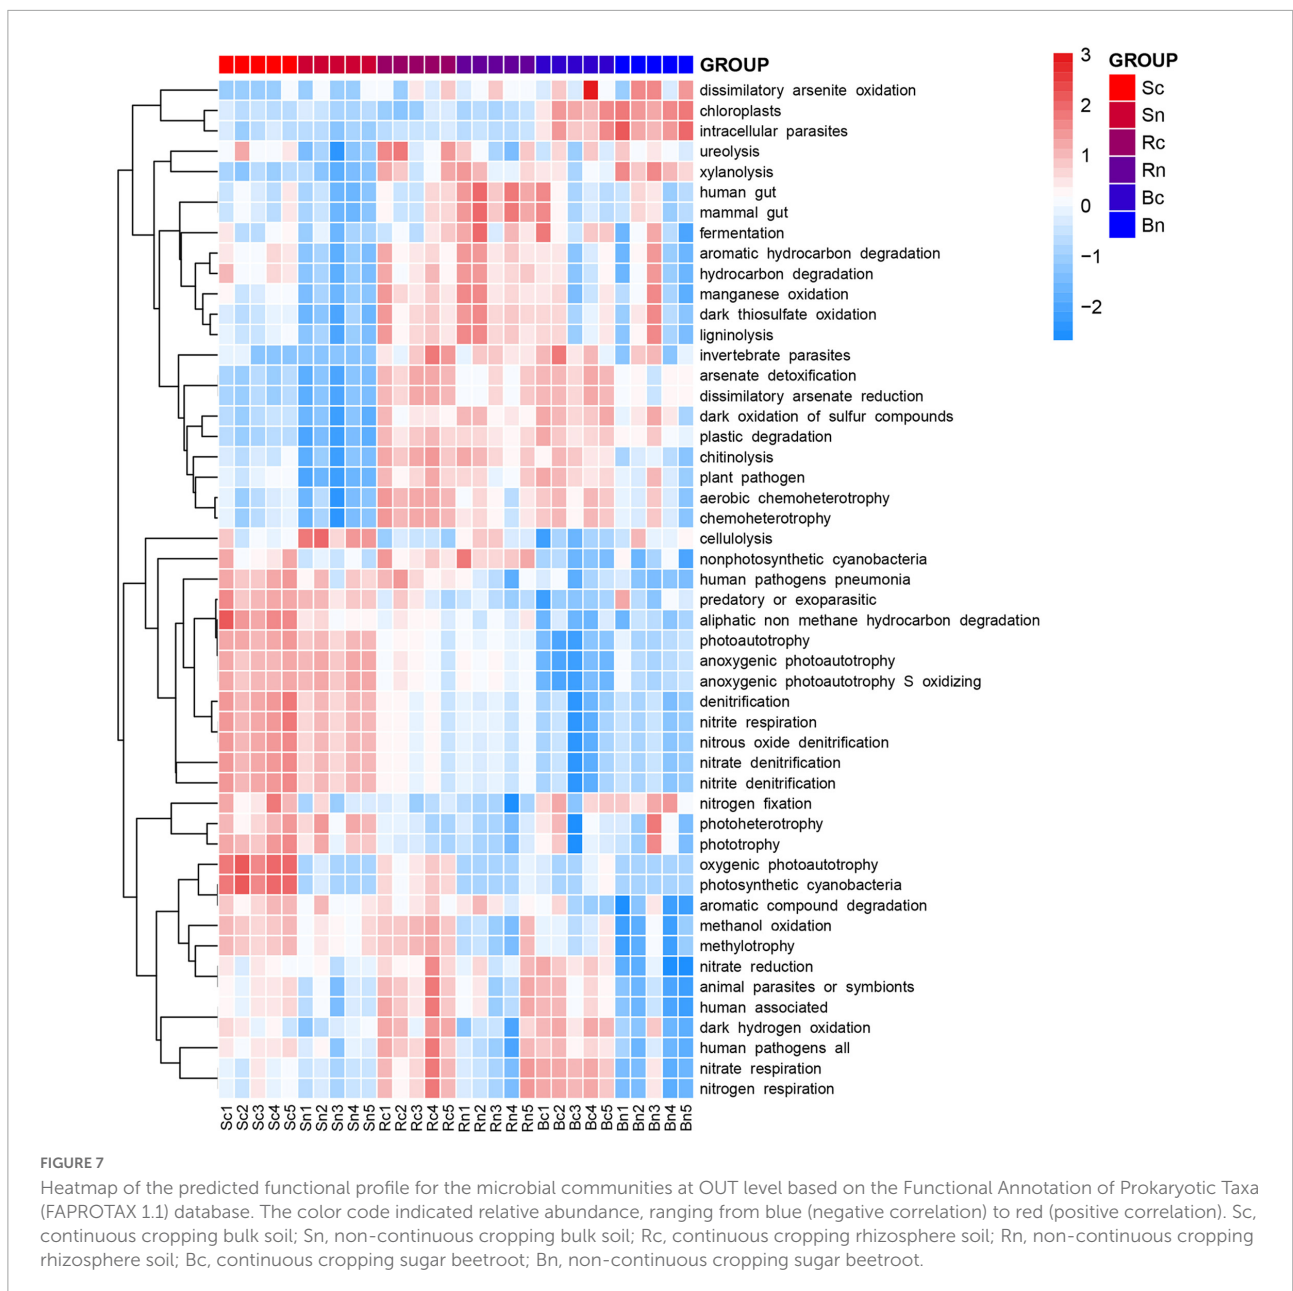 GROUP
dissimilatory arsenite oxidation
chloroplasts
intracellular parasites
ureolysis
xylanolysis
human gut
mammal gut
fermentation
aromatic hydrocarbon degradation
hydrocarbon degradation
manganese oxidation
dark thiosulfate oxidation
ligninolysis
invertebrate parasites
arsenate detoxification
dissimilatory arsenate reduction
dark oxidation of sulfur compounds
plastic degradation
chitinolysis
plant pathogen
aerobic chemoheterotrophy
chemoheterotrophy
cellulolysis
nonphotosynthetic cyanobacteria
human pathogens pneumonia
predatory or exoparasitic
aliphatic non methane hydrocarbon degradation
photoautotrophy
anoxygenic photoautotrophy
anoxygenic photoautotrophy S oxidizing
denitrification
nitrite respiration
nitrous oxide denitrification
nitrate denitrification
nitrite denitrification
nitrogen fixation
photoheterotrophy
phototrophy
oxygenic photoautotrophy
photosynthetic cyanobacteria
aromatic compound degradation
methanol oxidation
methylotrophy
nitrate reduction
animal parasites or symbionts
human associated
dark hydrogen oxidation
human pathogens all
nitrate respiration
nitrogen respiration
3
2
1
0
−1
−2
GROUP
Sc
Sn
Rc
Rn
Bc
Bn
Sc1
Sc2
Sc3
Sc4
Sc5
Sn1
Sn2
Sn3
Sn4
Sn5
Rc1
Rc2
Rc3
Rc4
Rc5
Rn1
Rn2
Rn3
Rn4
Rn5
Bc1
Bc2
Bc3
Bc4
Bc5
Bn1
Bn2
Bn3
Bn4
Bn5
FIGURE 7
Heatmap of the predicted functional profile for the microbial communities at OUT level based on the Functional Annotation of Prokaryotic Taxa
(FAPROTAX 1.1) database. The color code indicated relative abundance, ranging from blue (negative correlation) to red (positive correlation). Sc,
continuous cropping bulk soil; Sn, non-continuous cropping bulk soil; Rc, continuous cropping rhizosphere soil; Rn, non-continuous cropping
rhizosphere soil; Bc, continuous cropping sugar beetroot; Bn, non-continuous cropping sugar beetroot.